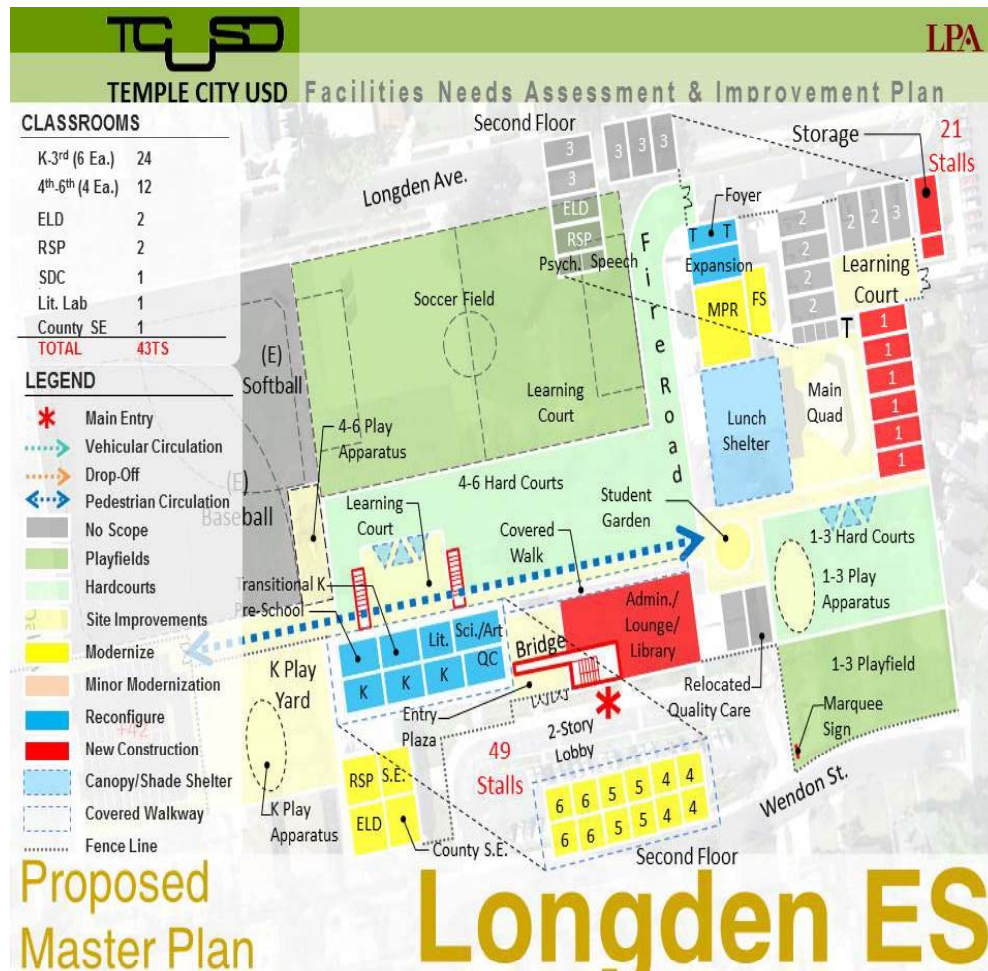 TCUSD
LPA
TEMPLE CITY USD Facilities Needs Assessment & Improvement Plan
CLASSROOMS
K-3rd (6 Ea.) 24
4th-6th (4 Ea.) 12
ELD 2
RSP 2
SDC 1
Lit. Lab 1
County SE 1
TOTAL 43TS
LEGEND
Main Entry
Vehicular Circulation
Drop-Off
Pedestrian Circulation
No Scope
Playfields
Hardcourts
Site Improvements
Modernize
Minor Modernization
Reconfigure
New Construction
Canopy/Shade Shelter
Covered Walkway
Fence Line
Second Floor
3 3 3 3
3
ELD
RSP
Psych. Speech
Longden Ave.
Storage
21
Stalls
Foyer
T T
Expansion
MPR
FS
2 2 2 3
2
2
2
2
T
Learning
Court
1
1
1
1
1
1
Fire Road
Soccer Field
Learning
Court
(E)
Softball
(E)
Baseball
4-6 Play
Apparatus
4-6 Hard Courts
Lunch
Shelter
Main
Quad
Learning
Court
Covered
Walk
Student
Garden
1-3 Hard Courts
1-3 Play
Apparatus
1-3 Playfield
Transitional K
Pre-School
Lit.
Sci./Art
QC
K K K
Bridge
Admin./
Lounge/
Library
K Play
Yard
Entry
Plaza
2-Story
Lobby
Relocated
Quality Care
Marquee
Sign
Wendon St.
+42
49
Stalls
RSP S.E.
ELD
K Play
Apparatus
County S.E.
6 6 5 5 4 4
6 6 5 5 4 4
Second Floor
Proposed
Master Plan
Longden ES